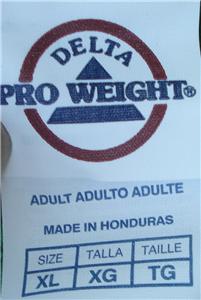 DELTA
PRO WEIGHT®
ADULT ADULTO ADULTE
MADE IN HONDURAS
SIZE TALLA TAILLE
XL XG TG